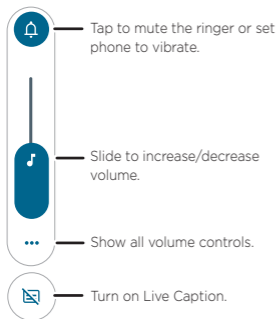 Tap to mute the ringer or set
phone to vibrate.
Slide to increase/decrease
volume.
Show all volume controls.
Turn on Live Caption.